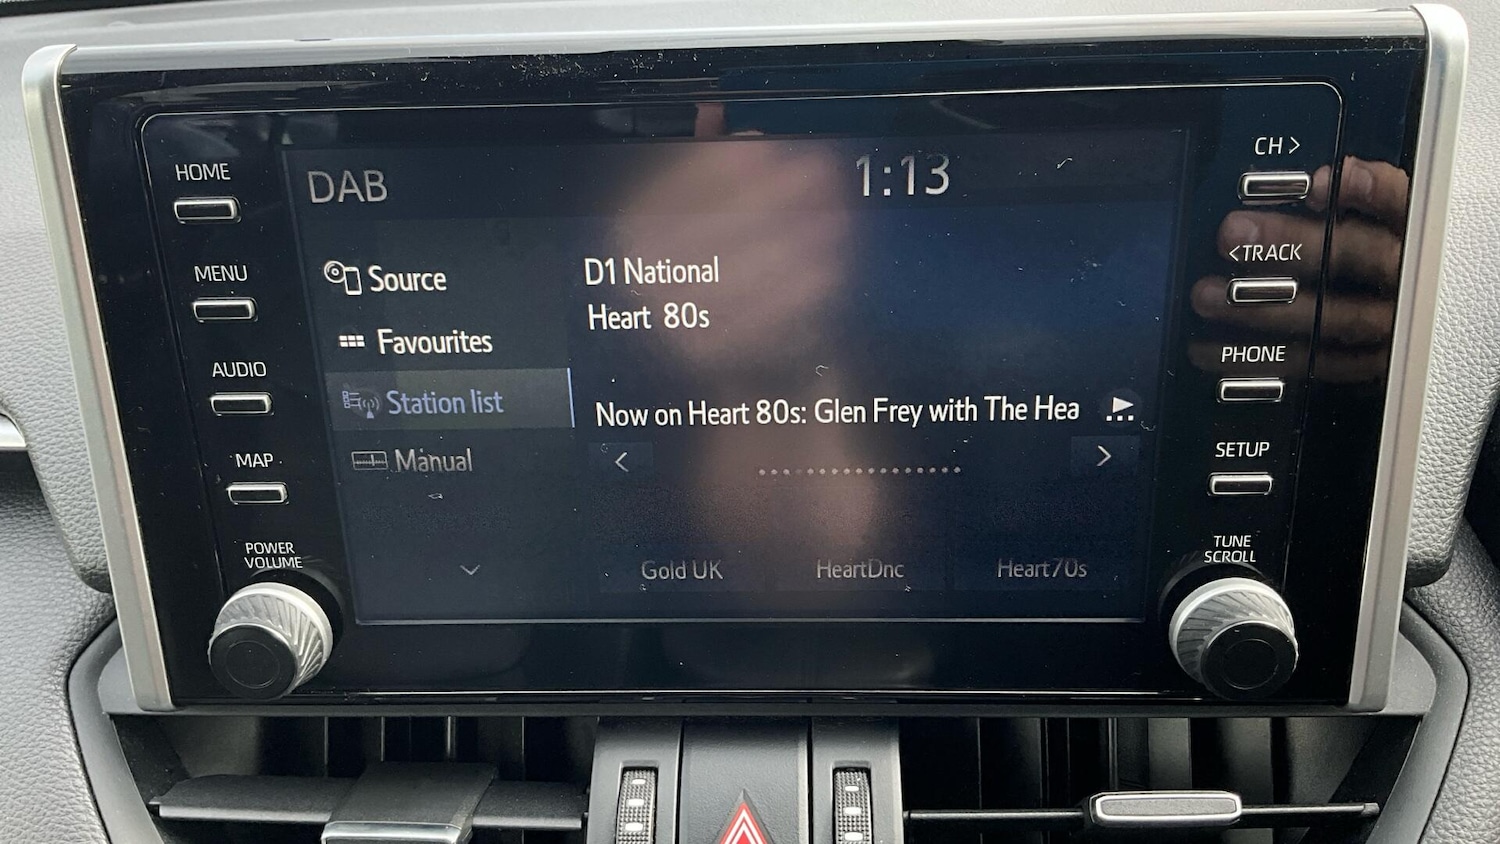 HOME
MENU
AUDIO
MAP
POWER
VOLUME
DAB
1:13
Source
Favourites
Station list
Manual
D1 National
Heart 80s
Now on Heart 80s: Glen Frey with The Hea
Gold UK
HeartDnc
Heart70s
CH >
< TRACK
PHONE
SETUP
TUNE
SCROLL